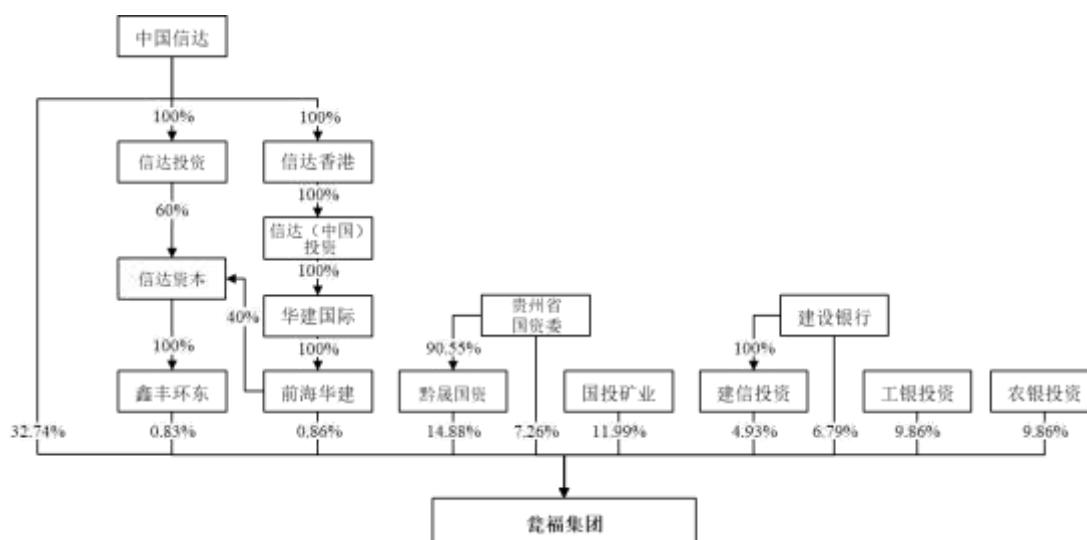 中国信达
100%
100%
信达投资
信达香港
100%
60%
信达（中国）
投资
信达资本
100%
40%
华建国际
贵州省
国资委
建设银行
100%
100%
90.55%
100%
鑫丰环东
前海华建
黔晟国资
国投矿业
建信投资
工银投资
农银投资
32.74%
0.83%
0.86%
14.88%
7.26%
11.99%
4.93%
6.79%
9.86%
9.86%
瓮福集团